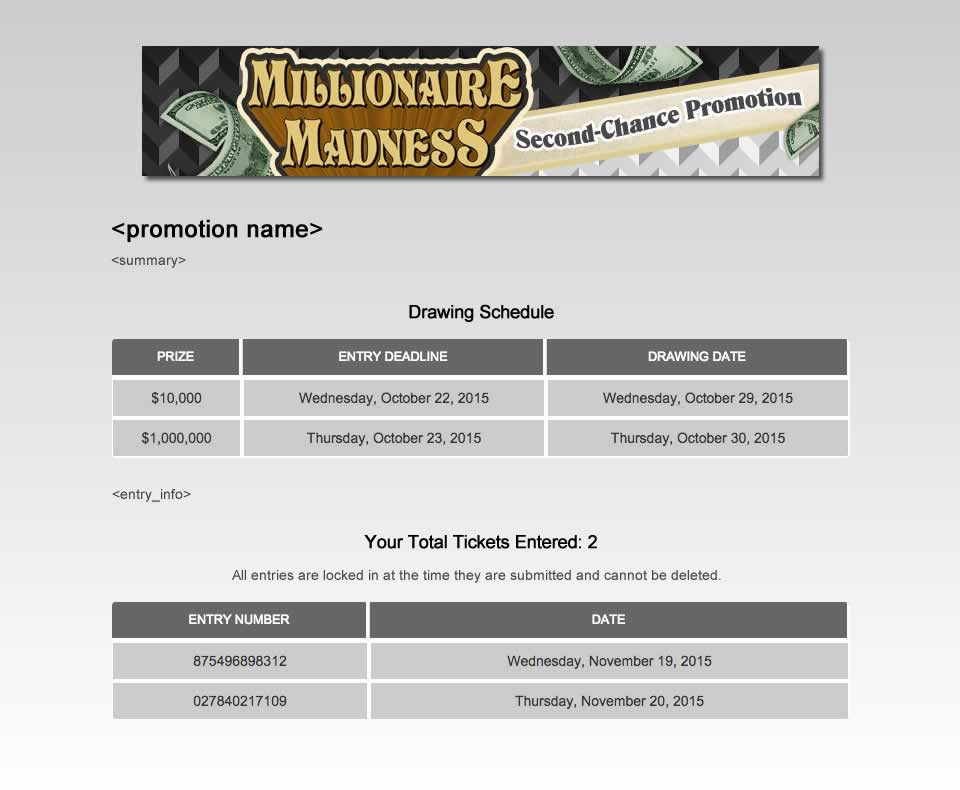 MILLIONAIRE
MADNESS
Second-Chance Promotion
<promotion name>
<summary>
Drawing Schedule
PRIZE ENTRY DEADLINE DRAWING DATE
$10,000 Wednesday, October 22, 2015 Wednesday, October 29, 2015
$1,000,000 Thursday, October 23, 2015 Thursday, October 30, 2015
<entry_info>
Your Total Tickets Entered: 2
All entries are locked in at the time they are submitted and cannot be deleted.
ENTRY NUMBER DATE
875496898312 Wednesday, November 19, 2015
027840217109 Thursday, November 20, 2015